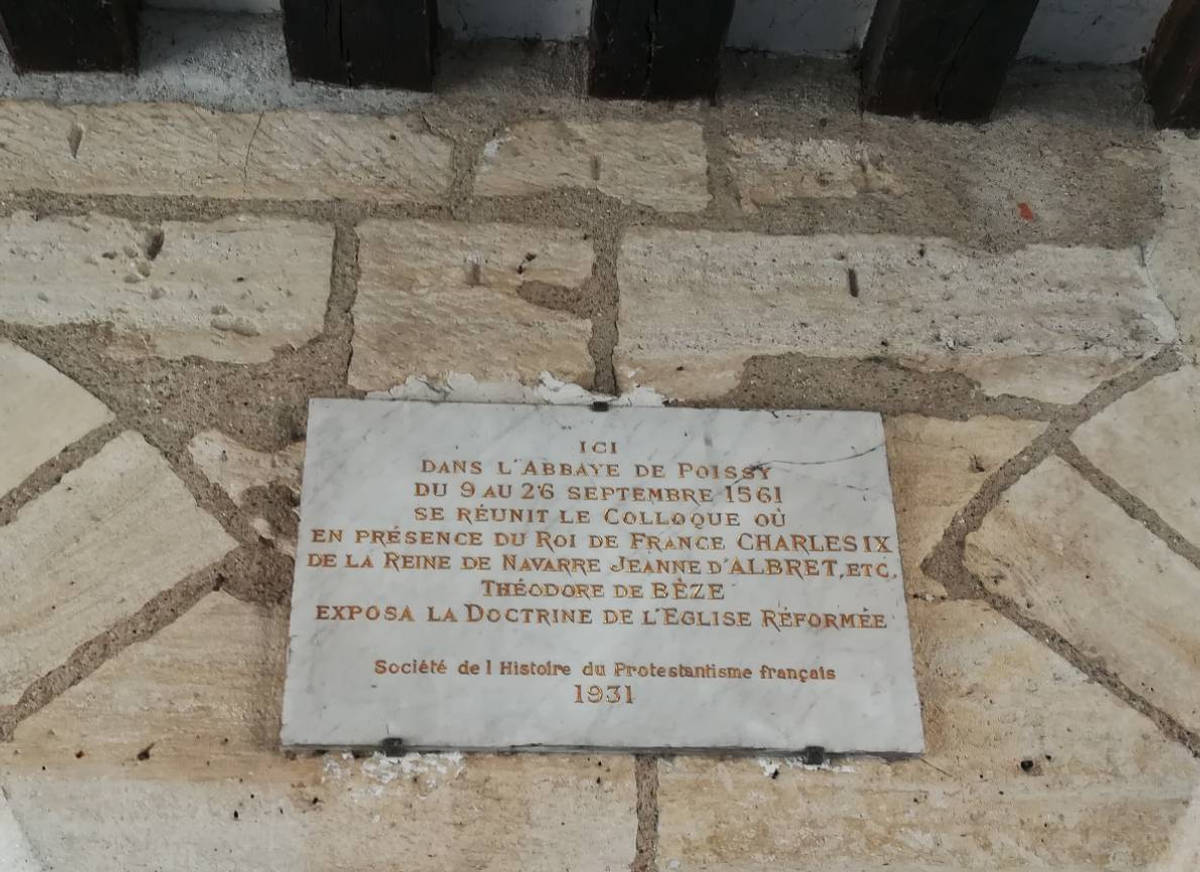 ICI
DANS L'ABBAYE DE POISSY
DU 9 AU 26 SEPTEMBRE 1561
SE RÉUNIT LE COLLOQUE OÙ
EN PRÉSENCE DU ROI DE FRANCE CHARLES IX
DE LA REINE DE NAVARRE JEANNE D'ALBRET, ETC.
THÉODORE DE BÈZE
EXPOSA LA DOCTRINE DE L'EGLISE RÉFORMÉE
Société de l Histoire du Protestantisme français
1931